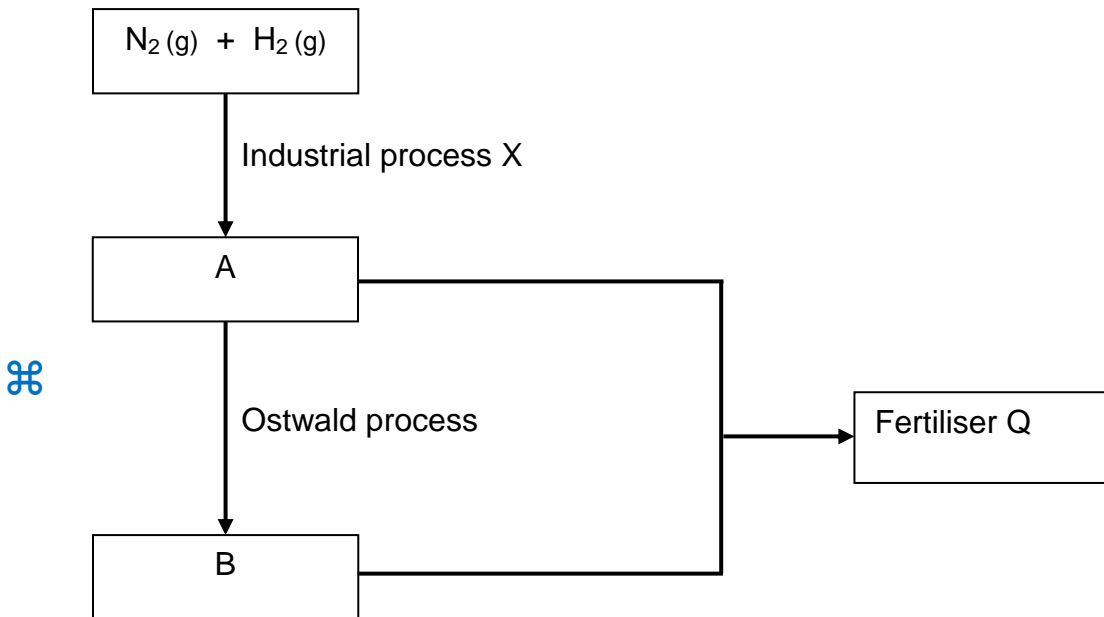 N₂ (g) + H₂ (g)
Industrial process X
A
⌘
Ostwald process
Fertiliser Q
B